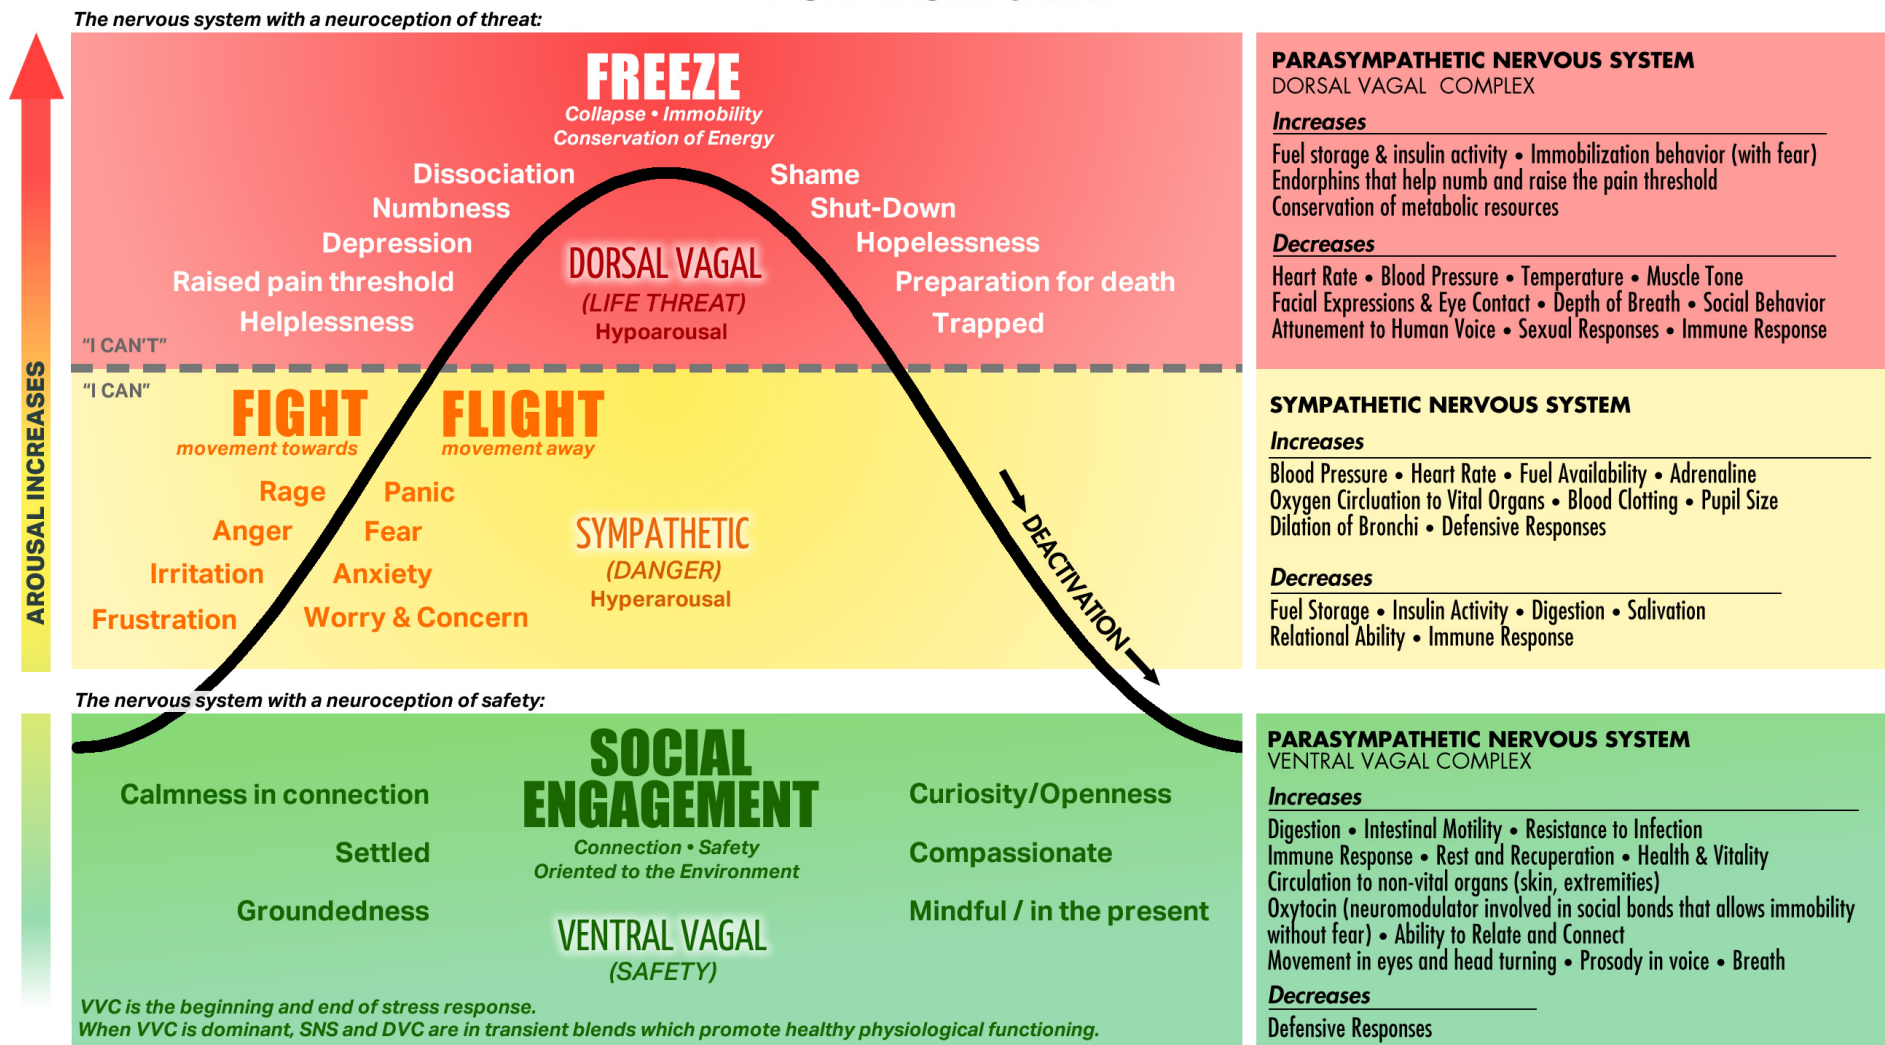 The nervous system with a neuroception of threat:
AROUSAL INCREASES
FREEZE
Collapse • Immobility
Conservation of Energy
Dissociation
Numbness
Depression
Raised pain threshold
Helplessness
Shame
Shut-Down
Hopelessness
Preparation for death
Trapped
DORSAL VAGAL
(LIFE THREAT)
Hypoarousal
“I CAN’T”
“I CAN”
FIGHT
movement towards
FLIGHT
movement away
Rage
Anger
Irritation
Frustration
Panic
Fear
Anxiety
Worry & Concern
SYMPATHETIC
(DANGER)
Hyperarousal
DEACTIVATION
The nervous system with a neuroception of safety:
SOCIAL
ENGAGEMENT
Connection • Safety
Oriented to the Environment
Calmness in connection
Settled
Groundedness
Curiosity/Openness
Compassionate
Mindful / in the present
VENTRAL VAGAL
(SAFETY)
VVC is the beginning and end of stress response.
When VVC is dominant, SNS and DVC are in transient blends which promote healthy physiological functioning.
PARASYMPATHETIC NERVOUS SYSTEM
DORSAL VAGAL COMPLEX
Increases
Fuel storage & insulin activity • Immobilization behavior (with fear)
Endorphins that help numb and raise the pain threshold
Conservation of metabolic resources
Decreases
Heart Rate • Blood Pressure • Temperature • Muscle Tone
Facial Expressions & Eye Contact • Depth of Breath • Social Behavior
Attunement to Human Voice • Sexual Responses • Immune Response
SYMPATHETIC NERVOUS SYSTEM
Increases
Blood Pressure • Heart Rate • Fuel Availability • Adrenaline
Oxygen Circluation to Vital Organs • Blood Clotting • Pupil Size
Dilation of Bronchi • Defensive Responses
Decreases
Fuel Storage • Insulin Activity • Digestion • Salivation
Relational Ability • Immune Response
PARASYMPATHETIC NERVOUS SYSTEM
VENTRAL VAGAL COMPLEX
Increases
Digestion • Intestinal Motility • Resistance to Infection
Immune Response • Rest and Recuperation • Health & Vitality
Circulation to non-vital organs (skin, extremities)
Oxytocin (neuromodulator involved in social bonds that allows immobility
without fear) • Ability to Relate and Connect
Movement in eyes and head turning • Prosody in voice • Breath
Decreases
Defensive Responses